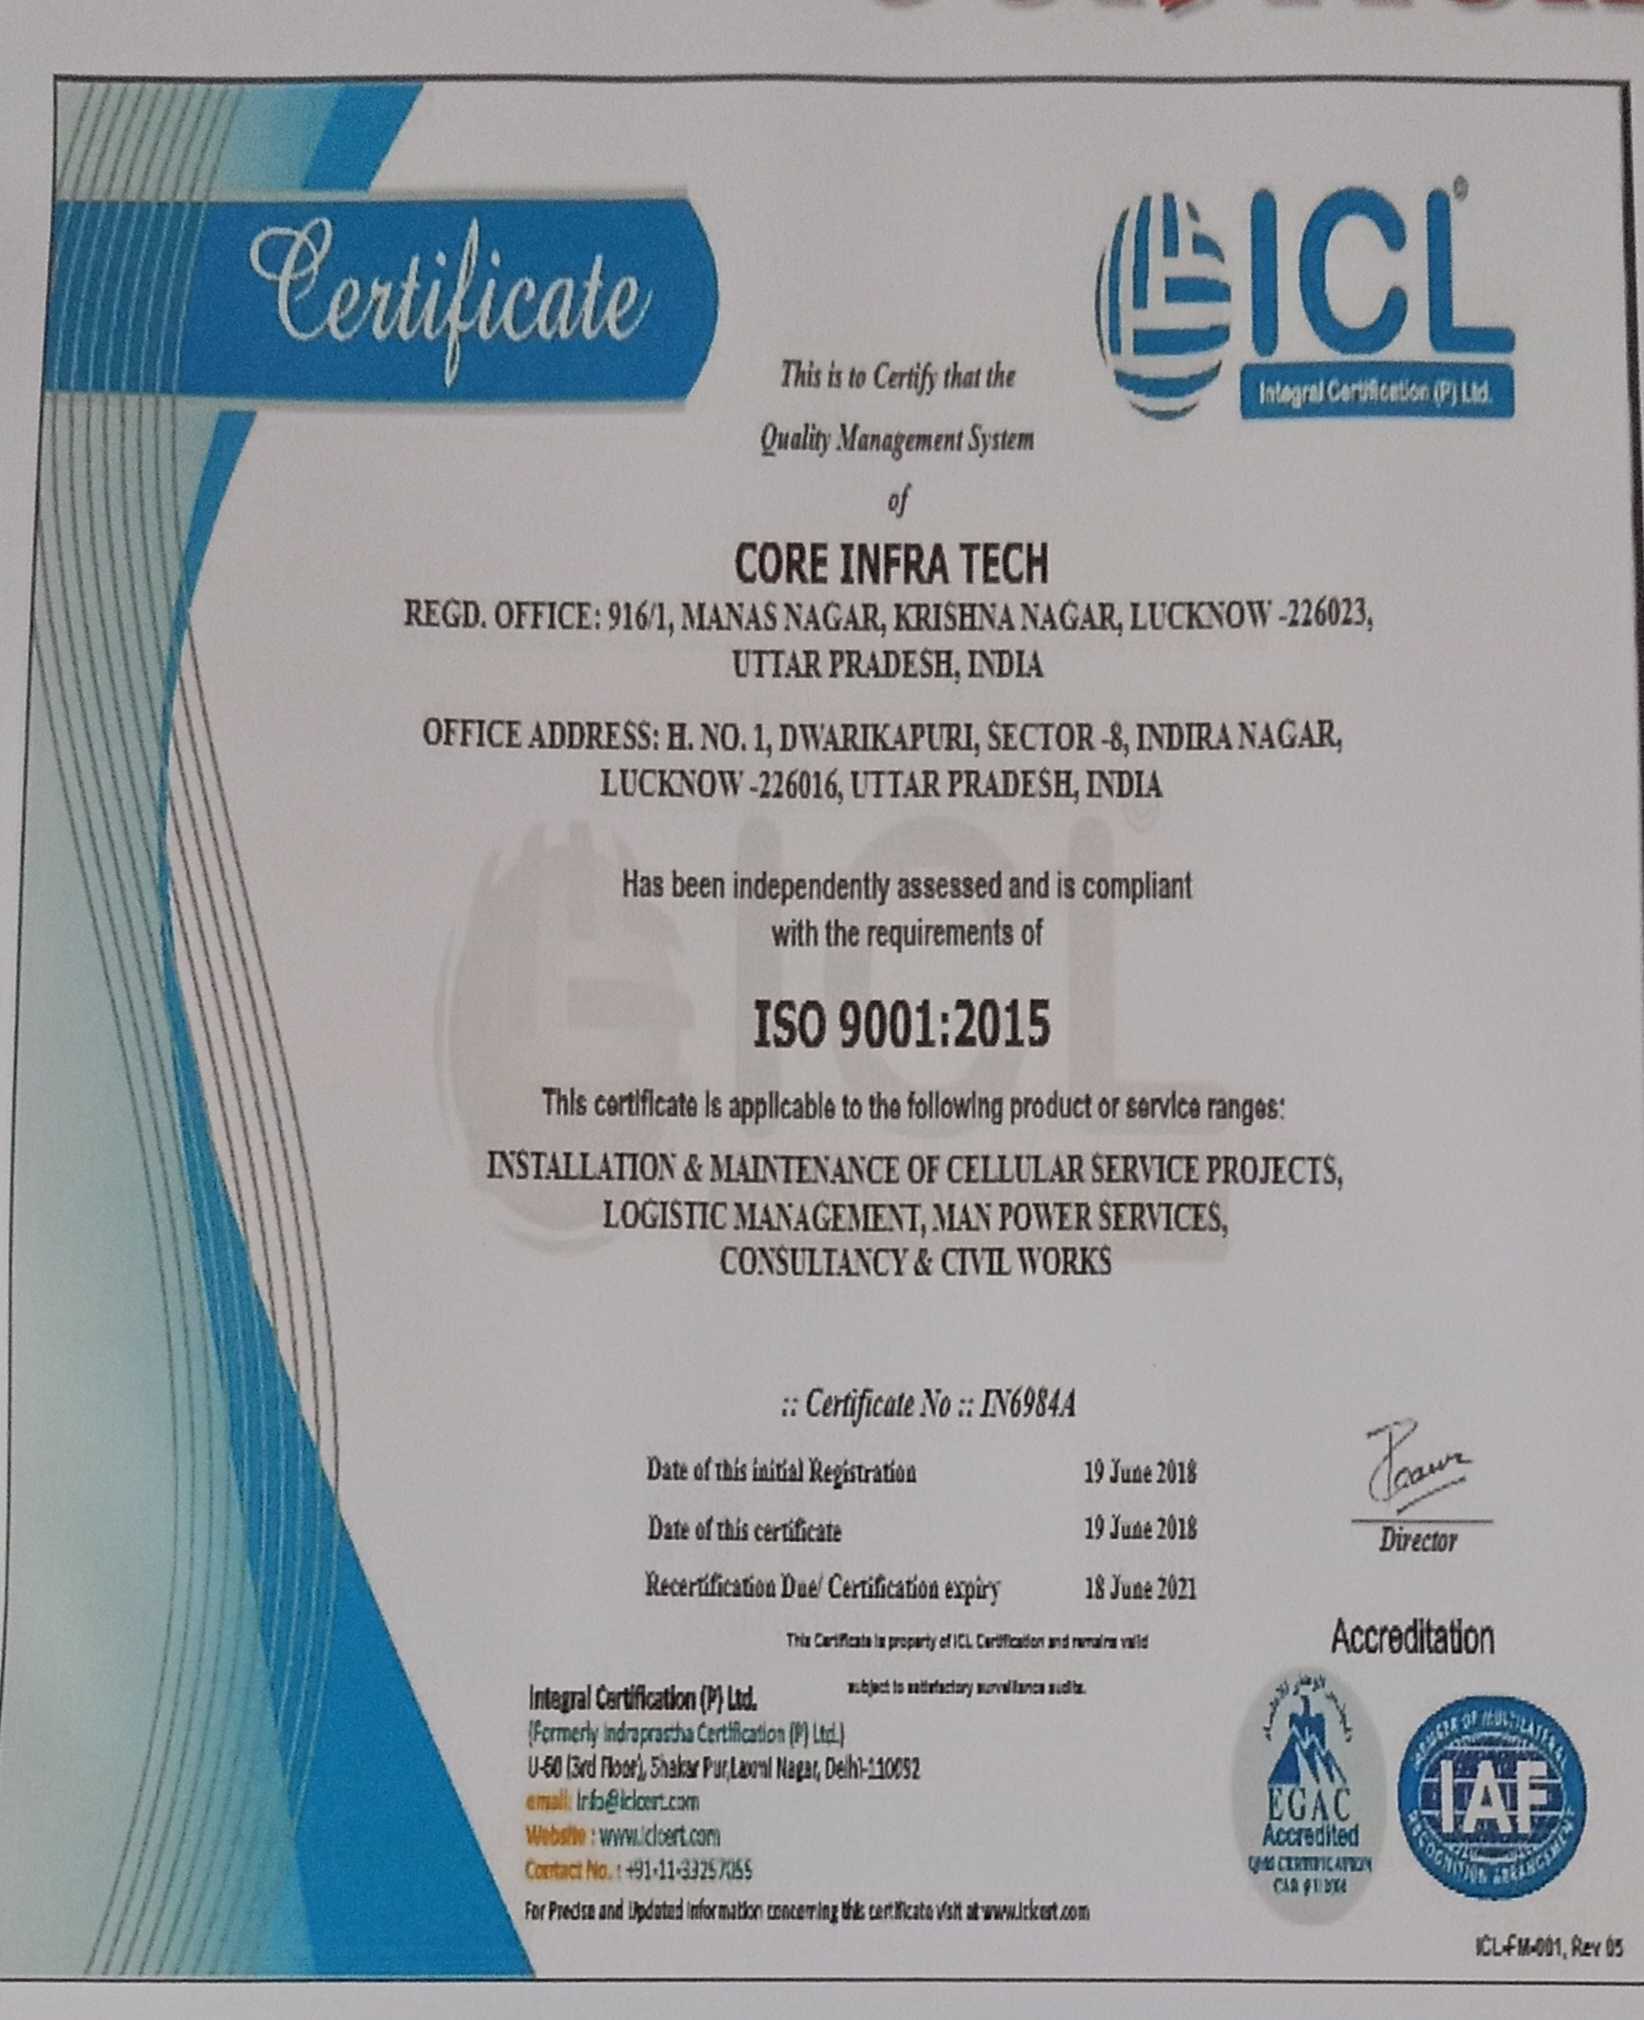 Certificate
ICL®
Integral Certification (P) Ltd.
This is to Certify that the
Quality Management System
of
CORE INFRA TECH
REGD. OFFICE: 916/1, MANAS NAGAR, KRISHNA NAGAR, LUCKNOW -226023,
UTTAR PRADESH, INDIA
OFFICE ADDRESS: H. NO. 1, DWARIKAPURI, SECTOR -8, INDIRA NAGAR,
LUCKNOW -226016, UTTAR PRADESH, INDIA
Has been independently assessed and is compliant
with the requirements of
ISO 9001:2015
This certificate is applicable to the following product or service ranges:
INSTALLATION & MAINTENANCE OF CELLULAR SERVICE PROJECTS,
LOGISTIC MANAGEMENT, MAN POWER SERVICES,
CONSULTANCY & CIVIL WORKS
:: Certificate No :: IN6984A
Date of this initial Registration 19 June 2018
Date of this certificate 19 June 2018
Recertification Due/ Certification expiry 18 June 2021
Director
This Certificate is property of ICL Certification and remains valid
subject to satisfactory surveillance audits.
Accreditation
Integral Certification (P) Ltd.
(Formerly Indraprastha Certification (P) Ltd.)
U-60 (3rd Floor), Shakar Pur, Laxmi Nagar, Delhi-110092
email: info@iclcert.com
Website : www.iclcert.com
Contact No. : +91-11-33257055
For Precise and Updated information concerning this certificate visit at www.iclcert.com
EGAC
Accredited
QMS CERTIFICATION
MEMBER OF MULTILATERAL
IAF
RECOGNITION ARRANGEMENT
ICL-FM-001, Rev 05